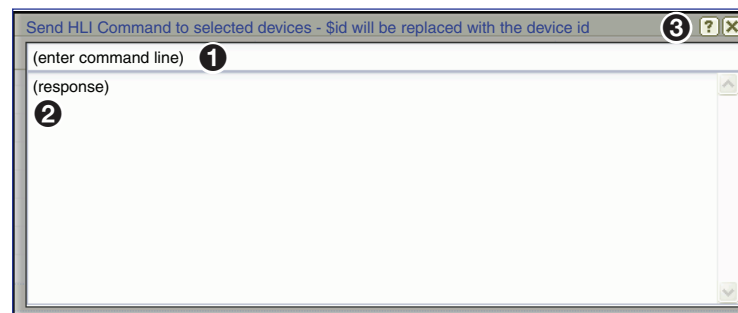 Send HLI Command to selected devices - $id will be replaced with the device id 3 ? X
(enter command line) 1
(response)
2